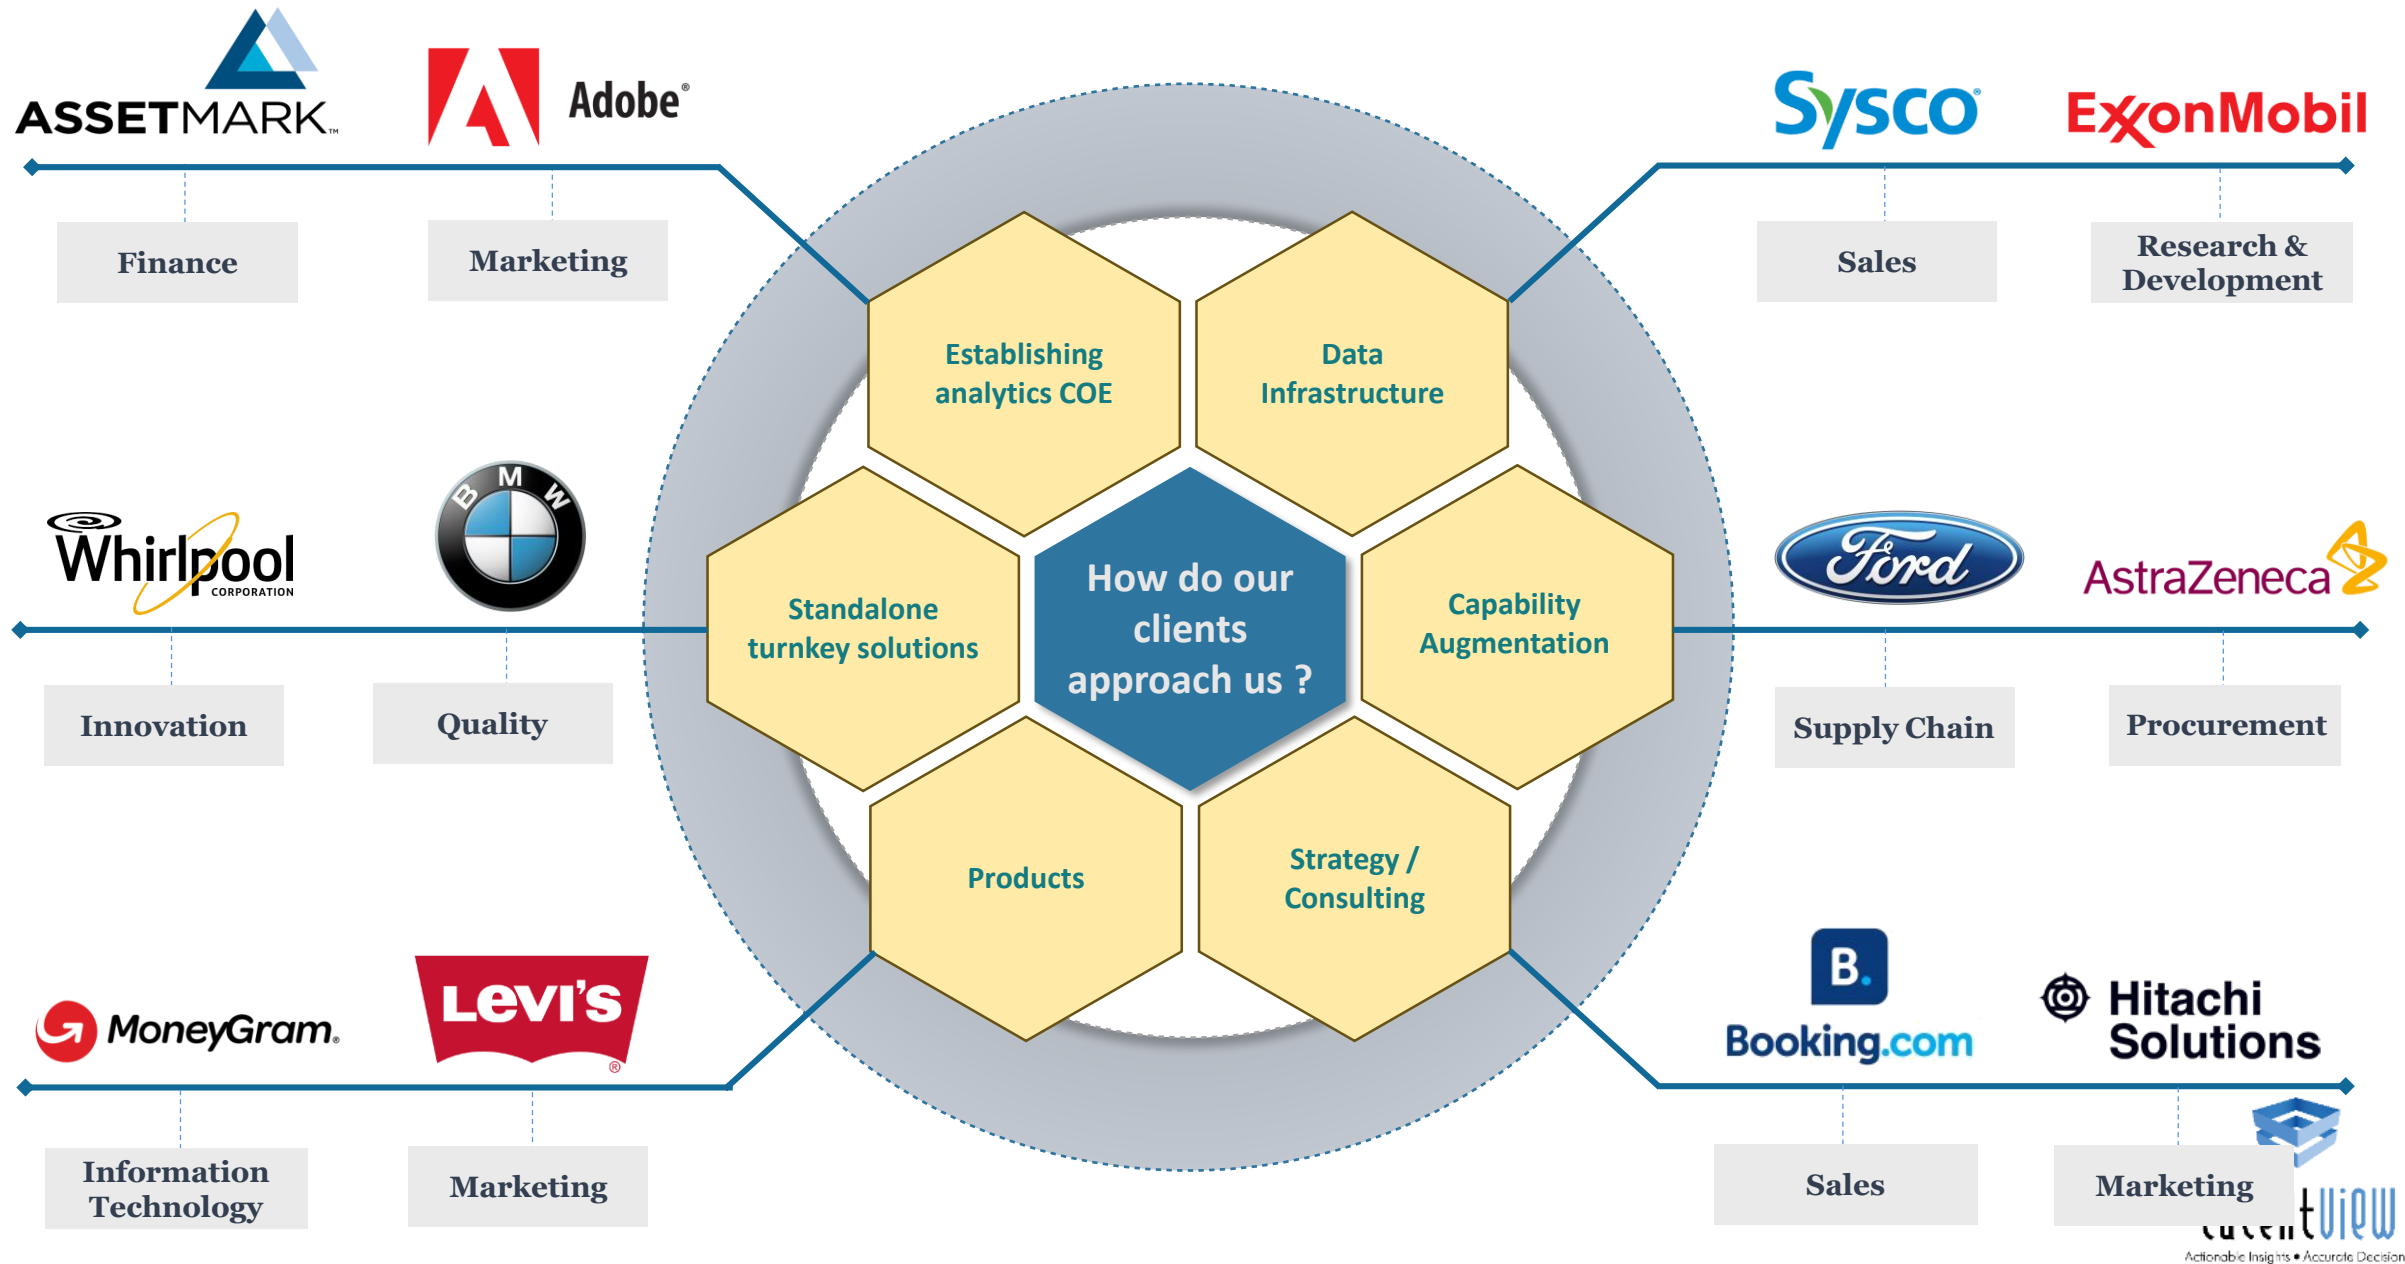 ASSETMARK™
Adobe®
Sysco®
ExxonMobil
Finance
Marketing
Sales
Research &
Development
Establishing
analytics COE
Data
Infrastructure
Whirlpool
CORPORATION
BMW
Ford
AstraZeneca
Standalone
turnkey solutions
How do our
clients
approach us ?
Capability
Augmentation
Innovation
Quality
Supply Chain
Procurement
Products
Strategy /
Consulting
MoneyGram®
LEVI'S
®
B.
Booking.com
Hitachi
Solutions
Information
Technology
Marketing
Sales
Marketing
latentview
Actionable Insights • Accurate Decision